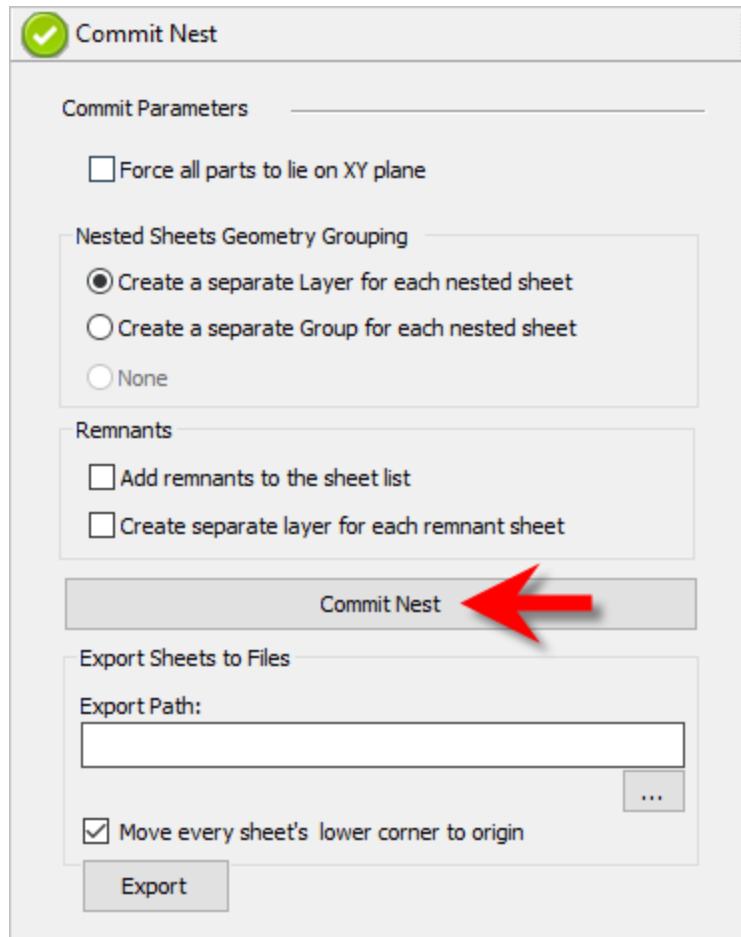 Commit Nest
Commit Parameters
Force all parts to lie on XY plane
Nested Sheets Geometry Grouping
Create a separate Layer for each nested sheet
Create a separate Group for each nested sheet
None
Remnants
Add remnants to the sheet list
Create separate layer for each remnant sheet
Commit Nest
Export Sheets to Files
Export Path:
...
Move every sheet's lower corner to origin
Export